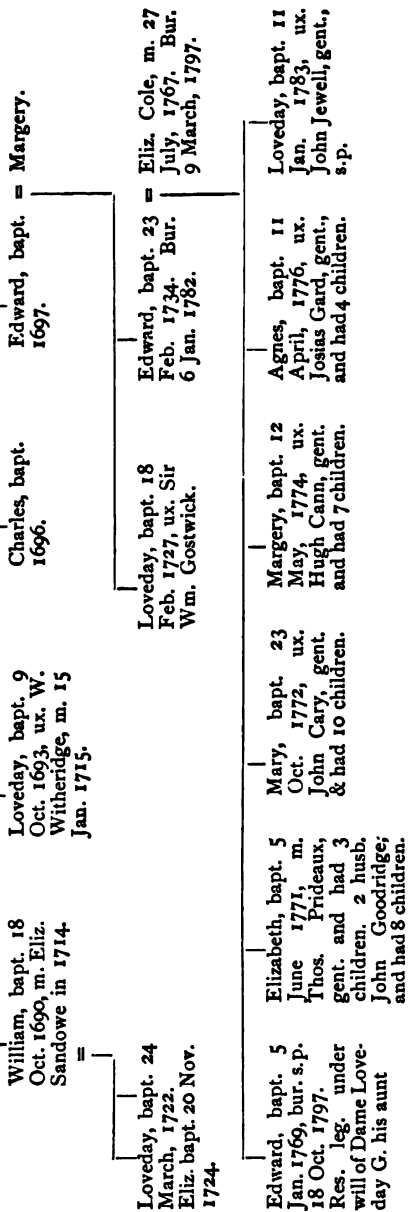 William, bapt. 18
Oct. 1690, m. Eliz.
Sandowe in 1714.
=
Loveday, bapt. 9
Oct. 1693, ux. W.
Witheridge, m. 15
Jan. 1715.
Charles, bapt.
1696.
Edward, bapt.
1697.
= Margery.
Loveday, bapt. 24
March, 1722.
Eliz. bapt. 20 Nov.
1724.
Loveday, bapt. 18
Feb. 1727, ux. Sir
Wm. Gostwick.
Edward, bapt. 23
Feb. 1734. Bur.
6 Jan. 1782.
= Eliz. Cole, m. 27
July, 1767. Bur.
9 March, 1797.
Edward, bapt. 5
Jan. 1769, bur. s.p.
18 Oct. 1797.
Res. leg. under
will of Dame Love-
day G. his aunt
Elizabeth, bapt. 5
June 1771, m.
Thos. Prideaux,
gent. and had 3
children. 2 husb.
John Goodridge;
and had 8 children.
Mary, bapt. 23
Oct. 1772, ux.
John Cary, gent.
& had 10 children.
Margery, bapt. 12
May, 1774, ux.
Hugh Cann, gent.
and had 7 children.
Agnes, bapt. 11
April, 1776, ux.
Josias Gard, gent.,
and had 4 children.
Loveday, bapt. 11
Jan. 1783, ux.
John Jewell, gent.,
s.p.